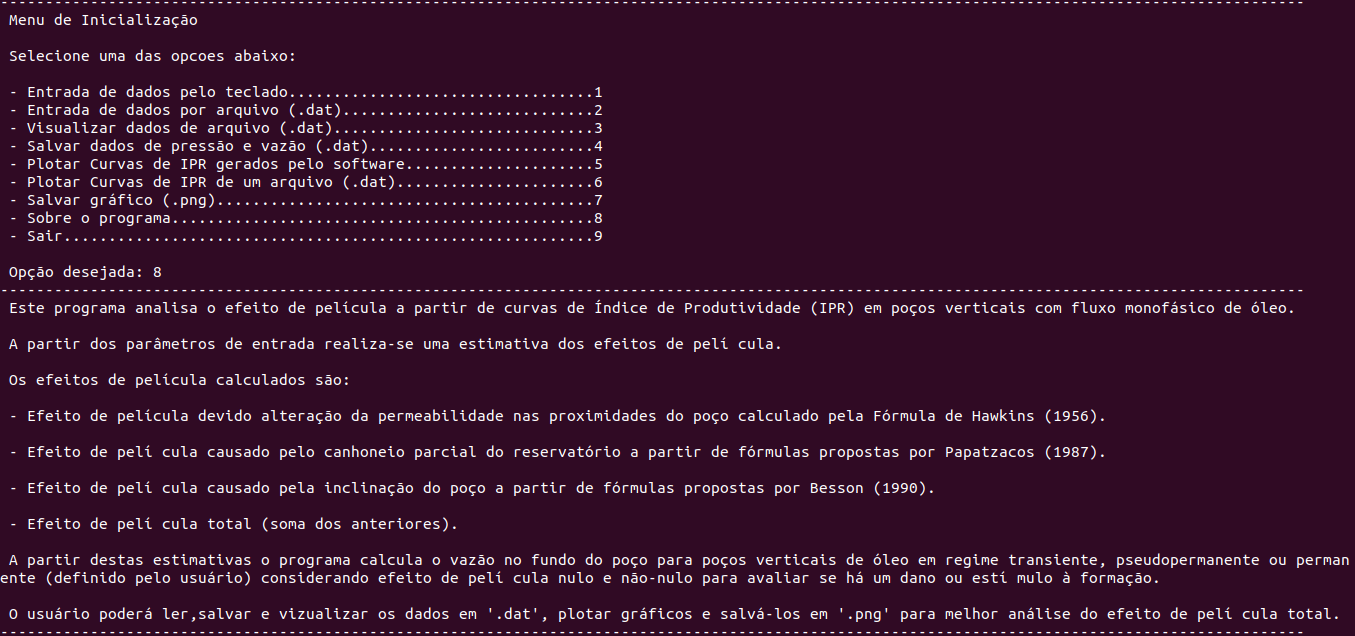 Menu de Inicialização
Selecione uma das opcoes abaixo:
- Entrada de dados pelo teclado..................................1
- Entrada de dados por arquivo (.dat)............................2
- Visualizar dados de arquivo (.dat).............................3
- Salvar dados de pressão e vazão (.dat).........................4
- Plotar Curvas de IPR gerados pelo software.....................5
- Plotar Curvas de IPR de um arquivo (.dat)......................6
- Salvar gráfico (.png)..........................................7
- Sobre o programa...............................................8
- Sair...........................................................9
Opção desejada: 8
Este programa analisa o efeito de película a partir de curvas de Índice de Produtividade (IPR) em poços verticais com fluxo monofásico de óleo.
A partir dos parâmetros de entrada realiza-se uma estimativa dos efeitos de pelí cula.
Os efeitos de película calculados são:
- Efeito de película devido alteração da permeabilidade nas proximidades do poço calculado pela Fórmula de Hawkins (1956).
- Efeito de pelí cula causado pelo canhoneio parcial do reservatório a partir de fórmulas propostas por Papatzacos (1987).
- Efeito de pelí cula causado pela inclinação do poço a partir de fórmulas propostas por Besson (1990).
- Efeito de pelí cula total (soma dos anteriores).
A partir destas estimativas o programa calcula o vazão no fundo do poço para poços verticais de óleo em regime transiente, pseudopermanente ou perman
ente (definido pelo usuário) considerando efeito de pelí cula nulo e não-nulo para avaliar se há um dano ou estí mulo à formação.
O usuário poderá ler,salvar e vizualizar os dados em '.dat', plotar gráficos e salvá-los em '.png' para melhor análise do efeito de pelí cula total.